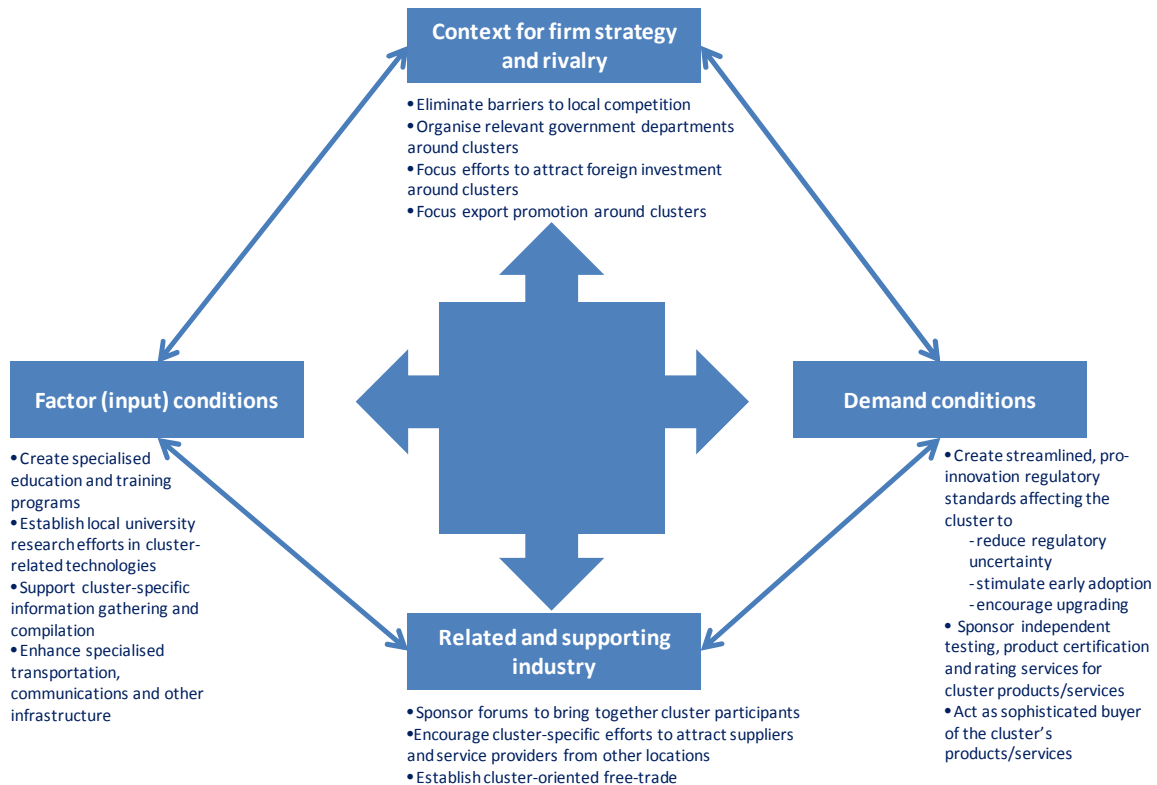 Context for firm strategy
and rivalry
• Eliminate barriers to local competition
• Organise relevant government departments
around clusters
• Focus efforts to attract foreign investment
around clusters
• Focus export promotion around clusters
Factor (input) conditions
• Create specialised
education and training
programs
• Establish local university
research efforts in cluster-
related technologies
• Support cluster-specific
information gathering and
compilation
• Enhance specialised
transportation,
communications and other
infrastructure
Demand conditions
• Create streamlined, pro-
innovation regulatory
standards affecting the
cluster to
- reduce regulatory
uncertainty
- stimulate early adoption
- encourage upgrading
• Sponsor independent
testing, product certification
and rating services for
cluster products/services
• Act as sophisticated buyer
of the cluster's
products/services
Related and supporting
industry
• Sponsor forums to bring together cluster participants
• Encourage cluster-specific efforts to attract suppliers
and service providers from other locations
• Establish cluster-oriented free-trade